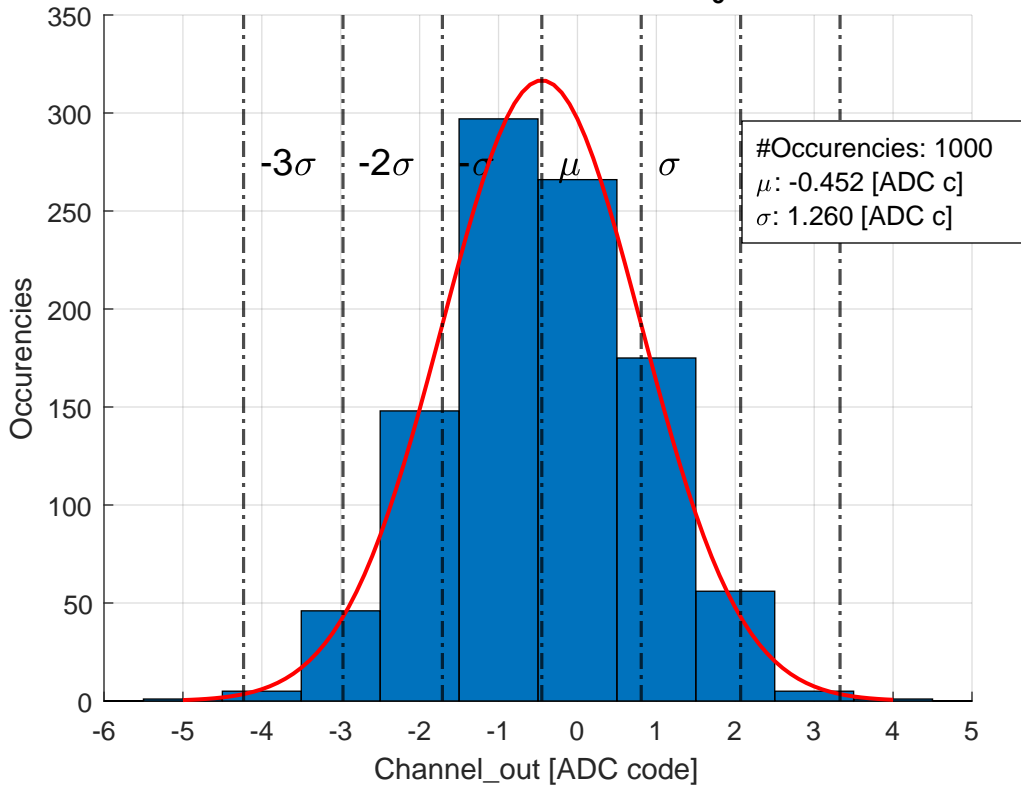 350
300
250
200
150
100
50
0
Occurencies
-3σ
-2σ
-σ
μ
σ
#Occurencies: 1000
μ: -0.452 [ADC c]
σ: 1.260 [ADC c]
-6 -5 -4 -3 -2 -1 0 1 2 3 4 5
Channel_out [ADC code]